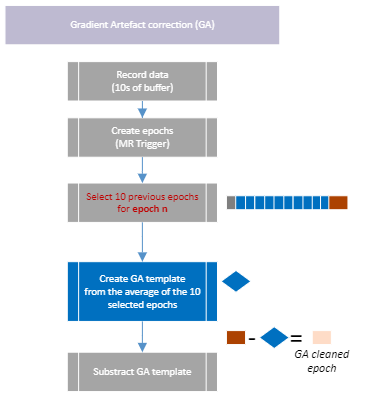 Gradient Artefact correction (GA)
Record data
(10s of buffer)
Create epochs
(MR Trigger)
Select 10 previous epochs
for epoch n
Create GA template
from the average of the 10
selected epochs
- =
GA cleaned
epoch
Substract GA template